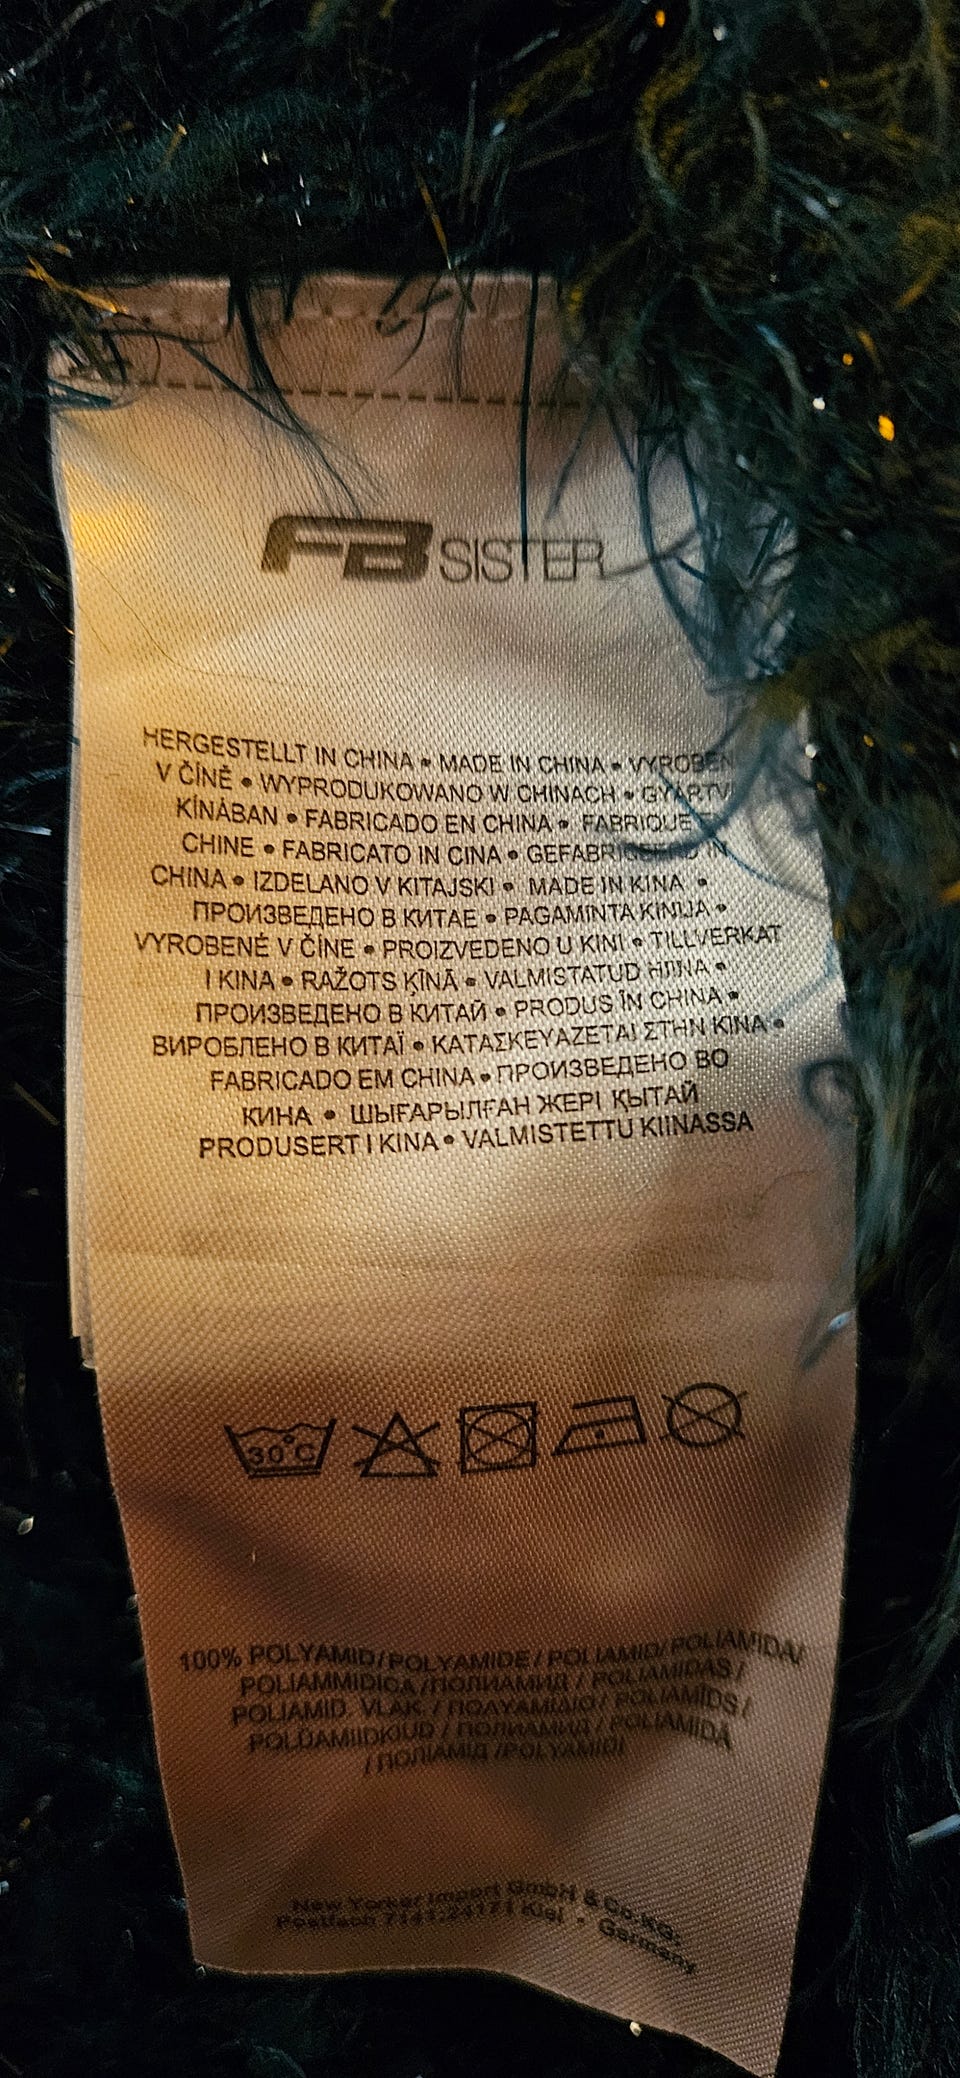 FB SISTER
HERGESTELLT IN CHINA • MADE IN CHINA • VYROBEN
V ČÍNĚ • WYPRODUKOWANO W CHINACH •
KÍNÁBAN • FABRICADO EN CHINA • FABRIQUÉ
CHINE • FABRICATO IN CINA • GEFABRICEERD IN
CHINA • IZDELANO V KITAJSKI • MADE IN KINA •
ПРОИЗВЕДЕНО В КИТАЕ • PAGAMINTA KINIJA •
VYROBENÉ V ČÍNE • PROIZVEDENO U KINI • TILLVERKAT
I KINA • RAŽOTS ĶĪNĀ • VALMISTATUD HIINA •
ПРОИЗВЕДЕНО В КИТАЙ • PRODUS ÎN CHINA •
ВИРОБЛЕНО В КИТАЇ • ΚΑΤΑΣΚΕΥΑΖΕΤΑΙ ΣΤΗΝ ΚΙΝΑ •
FABRICADO EM CHINA • ПРОИЗВЕДЕНО ВО
КИНА • ШЫҒАРЫЛҒАН ЖЕРІ ҚЫТАЙ
PRODUSERT I KINA • VALMISTETTU KIINASSA
30°C
100% POLYAMID/POLYAMIDE / POLIAMID/ POLIAMIDA/
POLIAMMIDICA /ПОЛИАМИД / POLIAMIDAS /
POLIAMID. VLAK. / ΠΟΛΥΑΜΙΔΙΟ / POLIAMĪDS /
POLÜAMIIDKIUD / ПОЛИАМИД / POLIAMIDĂ
/ ПОЛІАМІД /POLYAMIDI
New Yorker Import GmbH & Co.KG;
Postfach 7141;24171 Kiel • Germany